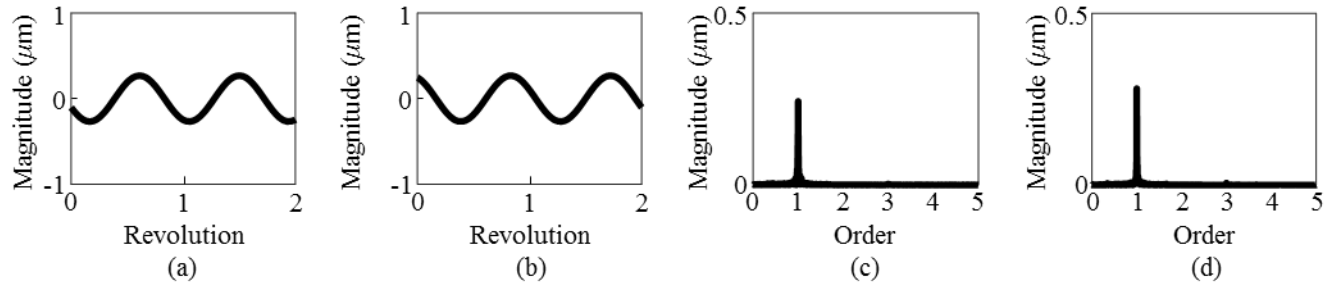 Magnitude (μm)
1
0
-1
0 1 2
Revolution
(a)
Magnitude (μm)
1
0
-1
0 1 2
Revolution
(b)
Magnitude (μm)
0.5
0
0 1 2 3 4 5
Order
(c)
Magnitude (μm)
0.5
0
0 1 2 3 4 5
Order
(d)